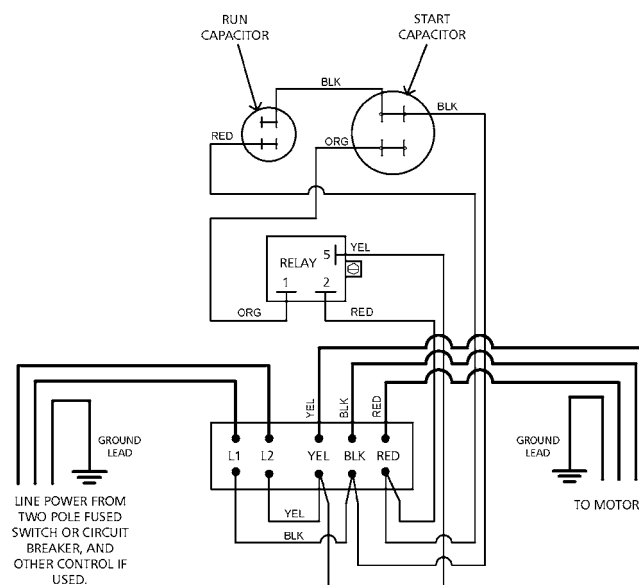 RUN
CAPACITOR
START
CAPACITOR
BLK
BLK
RED
ORG
YEL
5
RELAY
1
2
ORG
RED
YEL
BLK
RED
GROUND
LEAD
L1
L2
YEL
BLK
RED
GROUND
LEAD
YEL
BLK
LINE POWER FROM
TWO POLE FUSED
SWITCH OR CIRCUIT
BREAKER, AND
OTHER CONTROL IF
USED.
TO MOTOR